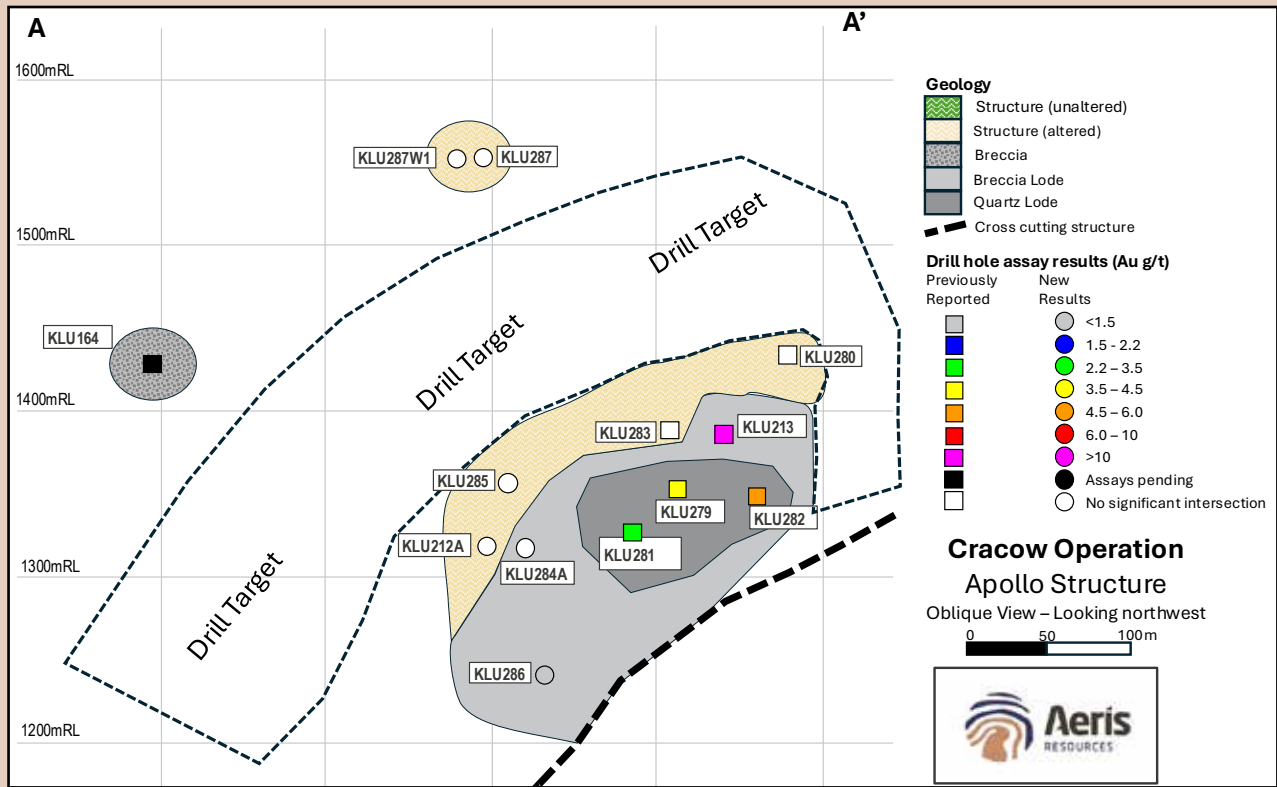 A
A’
1600mRL
1500mRL
1400mRL
1300mRL
1200mRL
KLU287W1
KLU287
KLU164
KLU280
KLU283
KLU213
KLU285
KLU279
KLU282
KLU281
KLU212A
KLU284A
KLU286
Drill Target
Drill Target
Drill Target
Geology
Structure (unaltered)
Structure (altered)
Breccia
Breccia Lode
Quartz Lode
Cross cutting structure
Drill hole assay results (Au g/t)
Previously New
Reported Results
<1.5
1.5 - 2.2
2.2 – 3.5
3.5 – 4.5
4.5 – 6.0
6.0 – 10
>10
Assays pending
No significant intersection
Cracow Operation
Apollo Structure
Oblique View – Looking northwest
0 50 100m
Aeris
RESOURCES